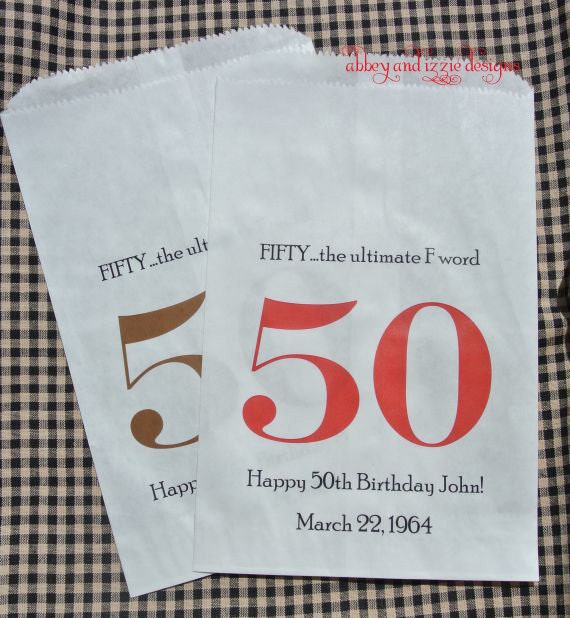 abbey and izzie designs
FIFTY...the ult
5
Happ
FIFTY...the ultimate F word
50
Happy 50th Birthday John!
March 22, 1964